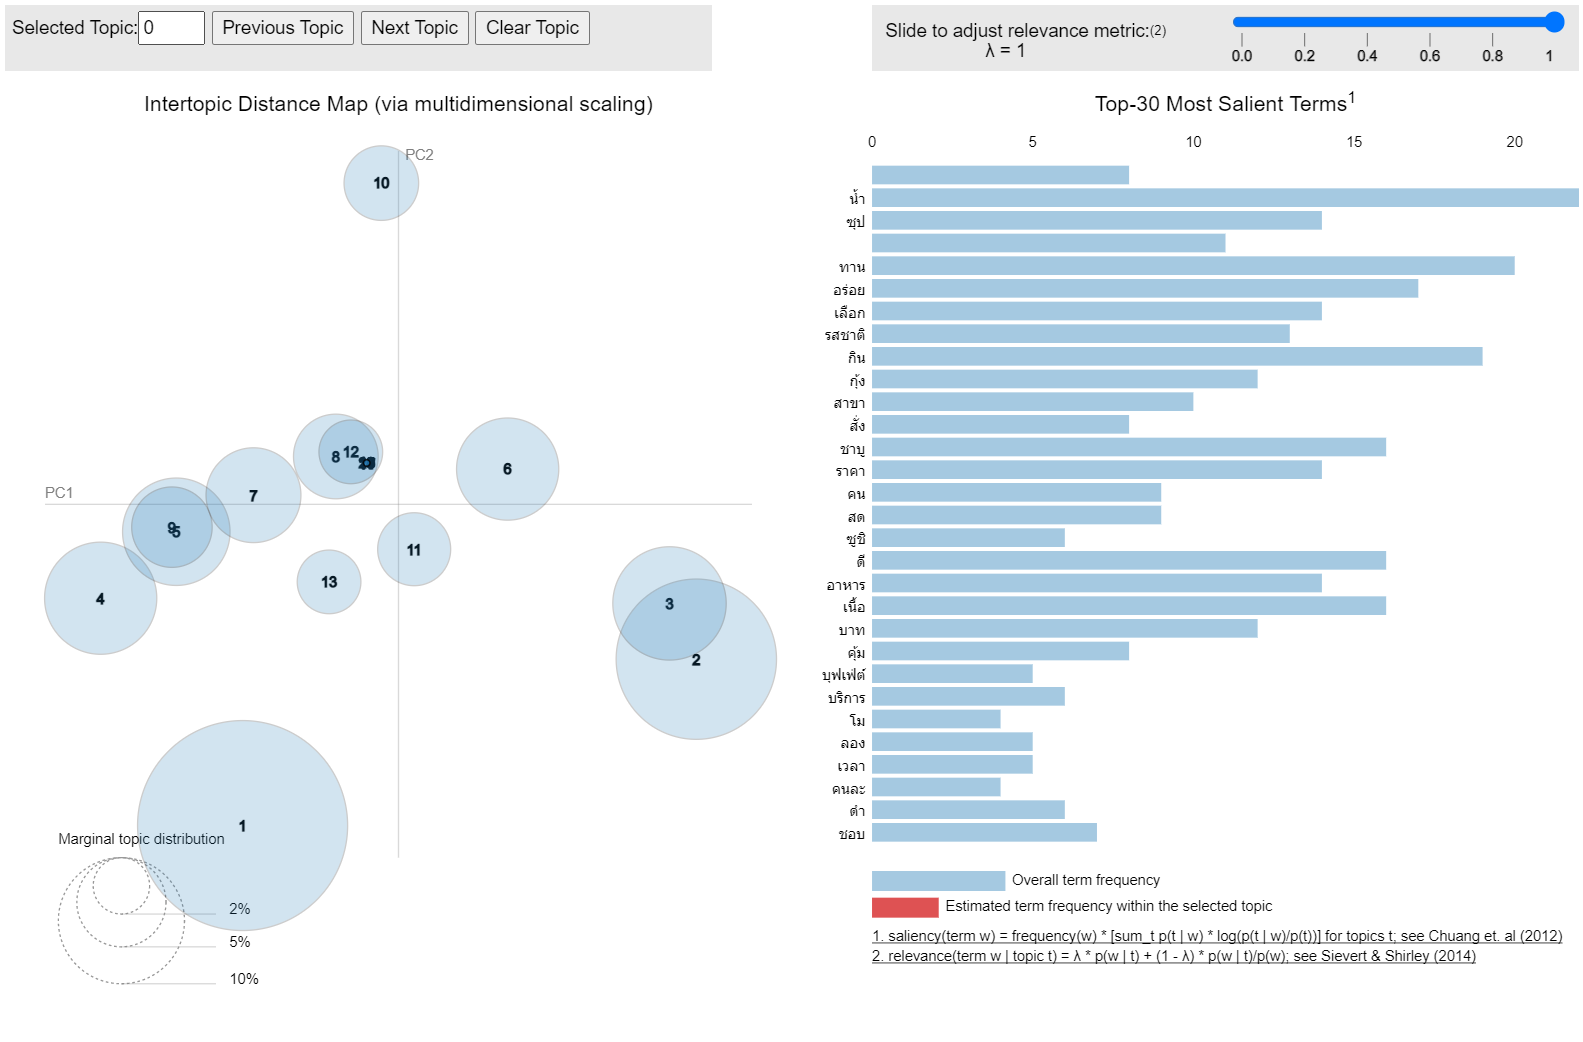 Selected Topic: 0 Previous Topic Next Topic Clear Topic
Slide to adjust relevance metric:(2)
λ = 1
0.0 0.2 0.4 0.6 0.8 1
Intertopic Distance Map (via multidimensional scaling)
PC2
PC1
10
8
12
6
7
9
5
11
13
4
3
2
1
Marginal topic distribution
2%
5%
10%
Top-30 Most Salient Terms1
0 5 10 15 20
น้ำ
ซุป
ทาน
อร่อย
เลือก
รสชาติ
กิน
กุ้ง
สาขา
สั่ง
ชาบู
ราคา
คน
สด
ซูชิ
ดี
อาหาร
เนื้อ
บาท
คุ้ม
บุฟเฟ่ต์
บริการ
โม
ลอง
เวลา
คนละ
ตำ
ชอบ
Overall term frequency
Estimated term frequency within the selected topic
1. saliency(term w) = frequency(w) * [sum_t p(t | w) * log(p(t | w)/p(t))] for topics t; see Chuang et. al (2012)
2. relevance(term w | topic t) = λ * p(w | t) + (1 - λ) * p(w | t)/p(w); see Sievert & Shirley (2014)